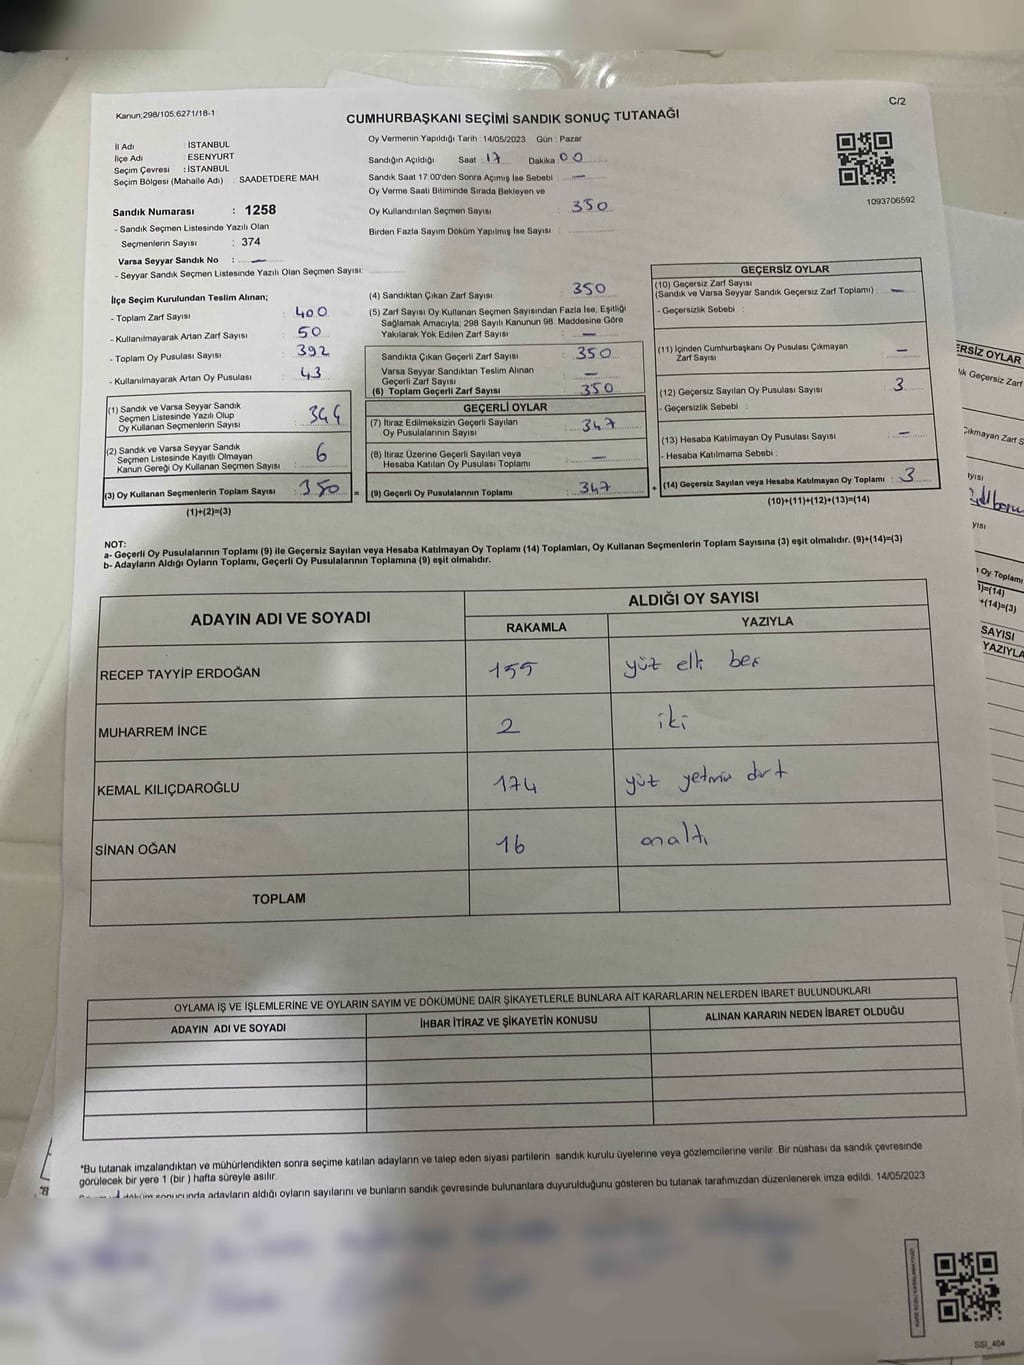 Kanun;298/105;6271/18-1
C/2
CUMHURBAŞKANI SEÇİMİ SANDIK SONUÇ TUTANAĞI
İl Adı : İSTANBUL
İlçe Adı : ESENYURT
Seçim Çevresi : İSTANBUL
Seçim Bölgesi (Mahalle Adı) : SAADETDERE MAH
Sandık Numarası : 1258
- Sandık Seçmen Listesinde Yazılı Olan
Seçmenlerin Sayısı : 374
Varsa Seyyar Sandık No : —
- Seyyar Sandık Seçmen Listesinde Yazılı Olan Seçmen Sayısı:
Oy Vermenin Yapıldığı Tarih : 14/05/2023 Gün : Pazar
Sandığın Açıldığı Saat : 17 Dakika : 00
Sandık Saat 17:00'den Sonra Açımış İse Sebebi : —
Oy Verme Saati Bitiminde Sırada Bekleyen ve
Oy Kullandırılan Seçmen Sayısı : 350
Birden Fazla Sayım Döküm Yapılmış İse Sayısı :
1093706592
İlçe Seçim Kurulundan Teslim Alınan;
- Toplam Zarf Sayısı : 400
- Kullanılmayarak Artan Zarf Sayısı : 50
- Toplam Oy Pusulası Sayısı : 392
- Kullanılmayarak Artan Oy Pusulası : 43
(1) Sandık ve Varsa Seyyar Sandık
Seçmen Listesinde Yazılı Olup
Oy Kullanan Seçmenlerin Sayısı : 344
(2) Sandık ve Varsa Seyyar Sandık
Seçmen Listesinde Kayıtlı Olmayan
Kanun Gereği Oy Kullanan Seçmen Sayısı : 6
(3) Oy Kullanan Seçmenlerin Toplam Sayısı : 350
(1)+(2)=(3)
(4) Sandıktan Çıkan Zarf Sayısı : 350
(5) Zarf Sayısı Oy Kullanan Seçmen Sayısından Fazla İse, Eşitliği
Sağlamak Amacıyla; 298 Sayılı Kanunun 98. Maddesine Göre
Yakılarak Yok Edilen Zarf Sayısı : —
Sandıkta Çıkan Geçerli Zarf Sayısı : 350
Varsa Seyyar Sandıktan Teslim Alınan
Geçerli Zarf Sayısı : —
(6) Toplam Geçerli Zarf Sayısı : 350
GEÇERLİ OYLAR
(7) İtiraz Edilmeksizin Geçerli Sayılan
Oy Pusulalarının Sayısı : 347
(8) İtiraz Üzerine Geçerli Sayılan veya
Hesaba Katılan Oy Pusulası Toplamı : —
= (9) Geçerli Oy Pusulalarının Toplamı : 347
GEÇERSİZ OYLAR
(10) Geçersiz Zarf Sayısı
(Sandık ve Varsa Seyyar Sandık Geçersiz Zarf Toplamı) : —
- Geçersizlik Sebebi :
(11) İçinden Cumhurbaşkanı Oy Pusulası Çıkmayan
Zarf Sayısı : —
(12) Geçersiz Sayılan Oy Pusulası Sayısı : 3
- Geçersizlik Sebebi :
(13) Hesaba Katılmayan Oy Pusulası Sayısı : —
- Hesaba Katılmama Sebebi :
+ (14) Geçersiz Sayılan veya Hesaba Katılmayan Oy Toplamı : 3
(10)+(11)+(12)+(13)=(14)
NOT:
a- Geçerli Oy Pusulalarının Toplamı (9) ile Geçersiz Sayılan veya Hesaba Katılmayan Oy Toplamı (14) Toplamları, Oy Kullanan Seçmenlerin Toplam Sayısına (3) eşit olmalıdır. (9)+(14)=(3)
b- Adayların Aldığı Oyların Toplamı, Geçerli Oy Pusulalarının Toplamına (9) eşit olmalıdır.
ADAYIN ADI VE SOYADI
ALDIĞI OY SAYISI
RAKAMLA YAZIYLA
RECEP TAYYİP ERDOĞAN 155 yüz elli beş
MUHARREM İNCE 2 iki
KEMAL KILIÇDAROĞLU 174 yüz yetmiş dört
SİNAN OĞAN 16 onaltı
TOPLAM
OYLAMA İŞ VE İŞLEMLERİNE VE OYLARIN SAYIM VE DÖKÜMÜNE DAİR ŞİKAYETLERLE BUNLARA AİT KARARLARIN NELERDEN İBARET BULUNDUKLARI
ADAYIN ADI VE SOYADI İHBAR İTİRAZ VE ŞİKAYETİN KONUSU ALINAN KARARIN NEDEN İBARET OLDUĞU
*Bu tutanak imzalandıktan ve mühürlendikten sonra seçime katılan adayların ve talep eden siyasi partilerin sandık kurulu üyelerine veya gözlemcilerine verilir. Bir nüshası da sandık çevresinde
görülecek bir yere 1 (bir ) hafta süreyle asılır.
döküm sonucunda adayların aldığı oyların sayılarını ve bunların sandık çevresinde bulunanlara duyurulduğunu gösteren bu tutanak tarafımızdan düzenlenerek imza edildi. 14/05/2023
SSI_404
ERSİZ OYLAR
ik Geçersiz Zarf
Çıkmayan Zarf S
ayısı
yısı
Oy Toplamı
)=(14)
+(14)=(3)
SAYISI
YAZIYLA